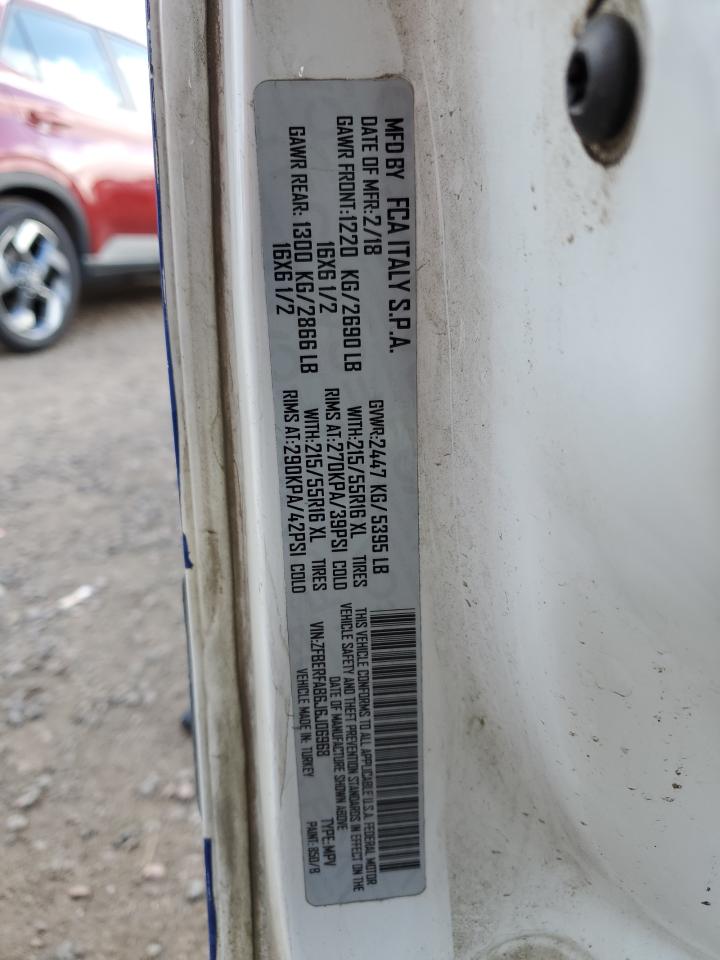 MFD BY FCA ITALY S.P.A.
DATE OF MFR:2/18 GVWR:2447 KG/5395 LB
GAWR FRONT:1220 KG/2690 LB WITH:215/55R16 XL TIRES
16X6 1/2 RIMS AT:270KPA/39PSI COLD
GAWR REAR: 1300 KG/2866 LB WITH:215/55R16 XL TIRES
16X6 1/2 RIMS AT:290KPA/42PSI COLD
THIS VEHICLE CONFORMS TO ALL APPLICABLE U.S.A. FEDERAL MOTOR
VEHICLE SAFETY AND THEFT PREVENTION STANDARDS IN EFFECT ON THE
DATE OF MANUFACTURE SHOWN ABOVE
VIN:ZFBERFAB6J6J06968 TYPE:MPV
VEHICLE MADE IN: TURKEY PAINT: 850/B